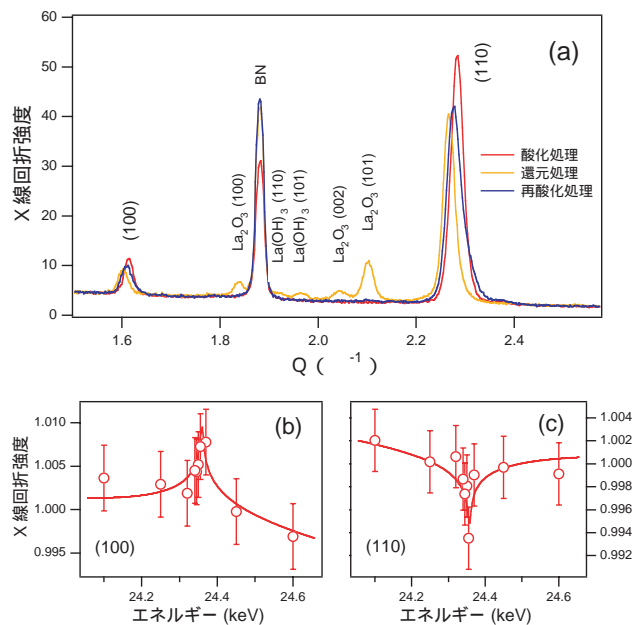 60
50
40
30
20
10
0
X 線回折強度
(a)
(100)
La2O3 (100)
BN
La(OH)3 (110)
La(OH)3 (101)
La2O3 (002)
La2O3 (101)
(110)
酸化処理
還元処理
再酸化処理
1.6
1.8
2.0
2.2
2.4
Q ( -1)
1.010
1.005
1.000
0.995
X 線回折強度
(b)
(100)
24.2
24.4
24.6
エネルギー (keV)
(c)
(110)
1.004
1.002
1.000
0.998
0.996
0.994
0.992
24.2
24.4
24.6
エネルギー (keV)